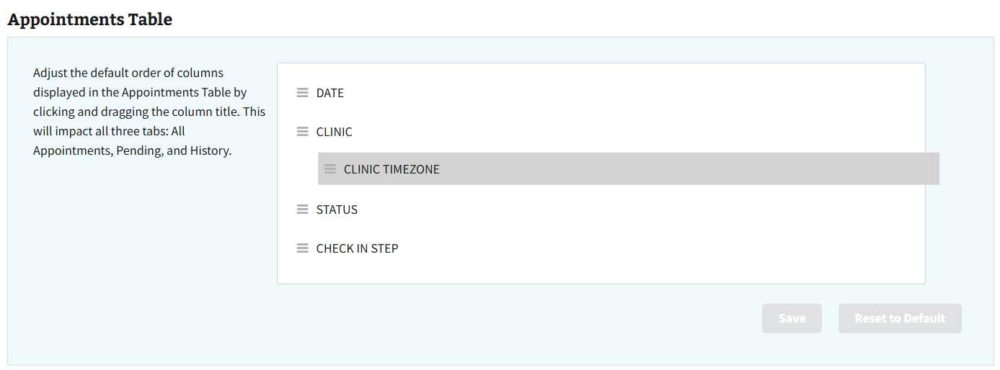 Appointments Table
Adjust the default order of columns
displayed in the Appointments Table by
clicking and dragging the column title. This
will impact all three tabs: All
Appointments, Pending, and History.
DATE
CLINIC
CLINIC TIMEZONE
STATUS
CHECK IN STEP
Save
Reset to Default